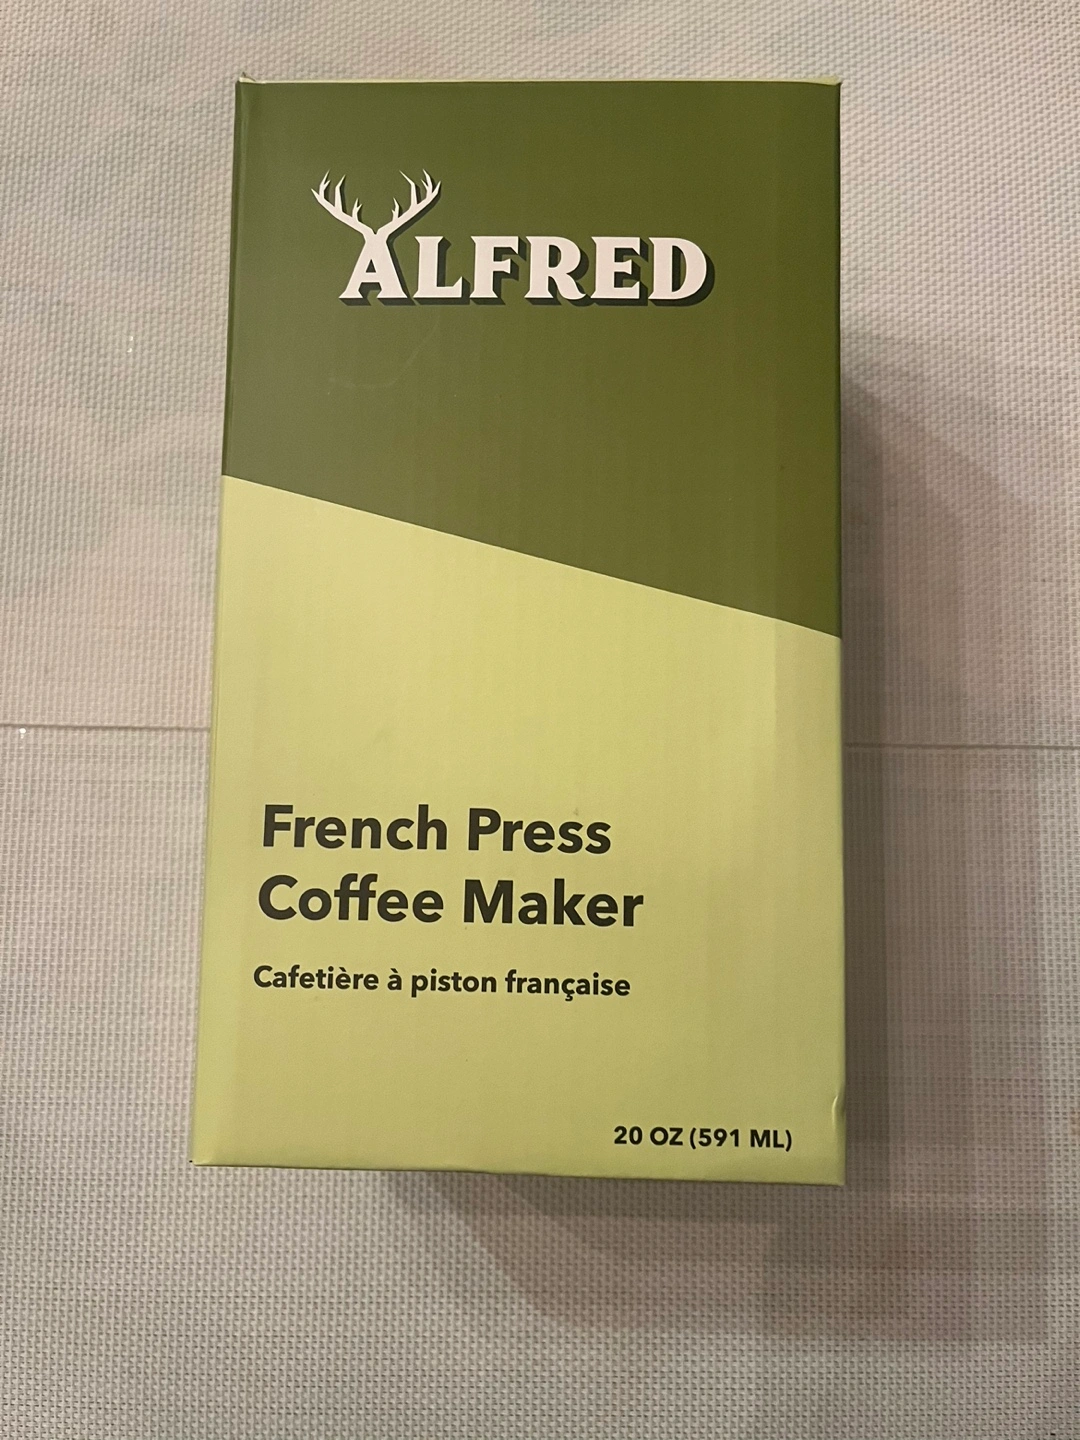 ALFRED
French Press
Coffee Maker
Cafetière à piston française
20 OZ (591 ML)